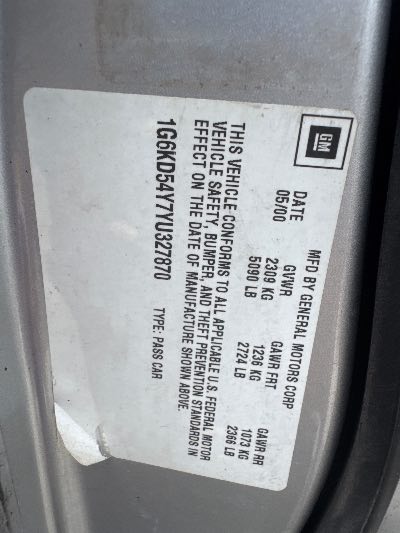 GM
MFD BY GENERAL MOTORS CORP
DATE GVWR GAWR FRT GAWR RR
05/00 2309 KG 1236 KG 1073 KG
5090 LB 2724 LB 2366 LB
THIS VEHICLE CONFORMS TO ALL APPLICABLE U.S. FEDERAL MOTOR
VEHICLE SAFETY, BUMPER, AND THEFT PREVENTION STANDARDS IN
EFFECT ON THE DATE OF MANUFACTURE SHOWN ABOVE.
1G6KD54Y7YU327870 TYPE: PASS CAR